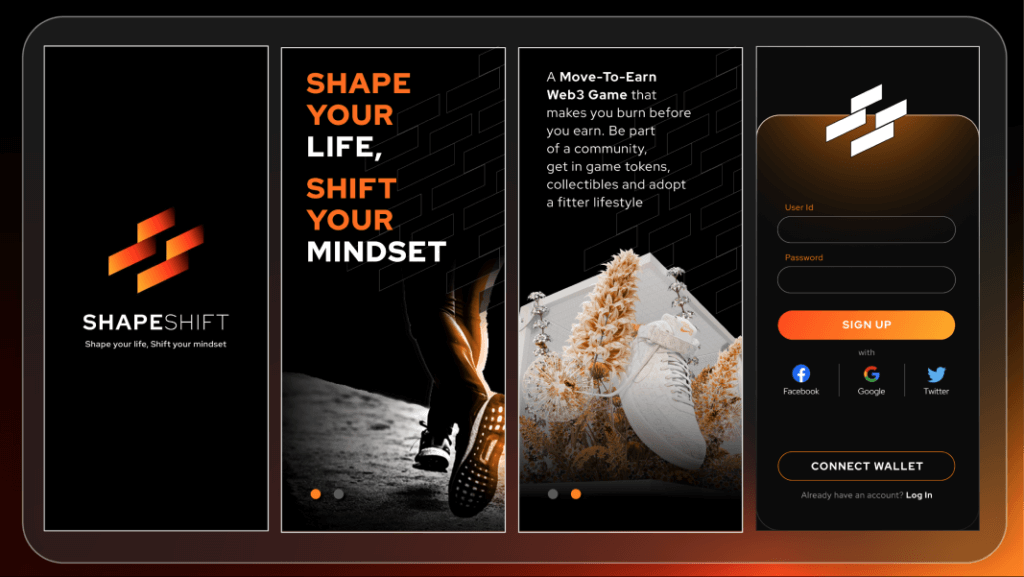 SHAPESHIFT
Shape your life, Shift your mindset
SHAPE
YOUR
LIFE,
SHIFT
YOUR
MINDSET
A Move-To-Earn
Web3 Game that
makes you burn before
you earn. Be part
of a community,
get in game tokens,
collectibles and adopt
a fitter lifestyle
User Id
Password
SIGN UP
with
Facebook Google Twitter
CONNECT WALLET
Already have an account? Log In